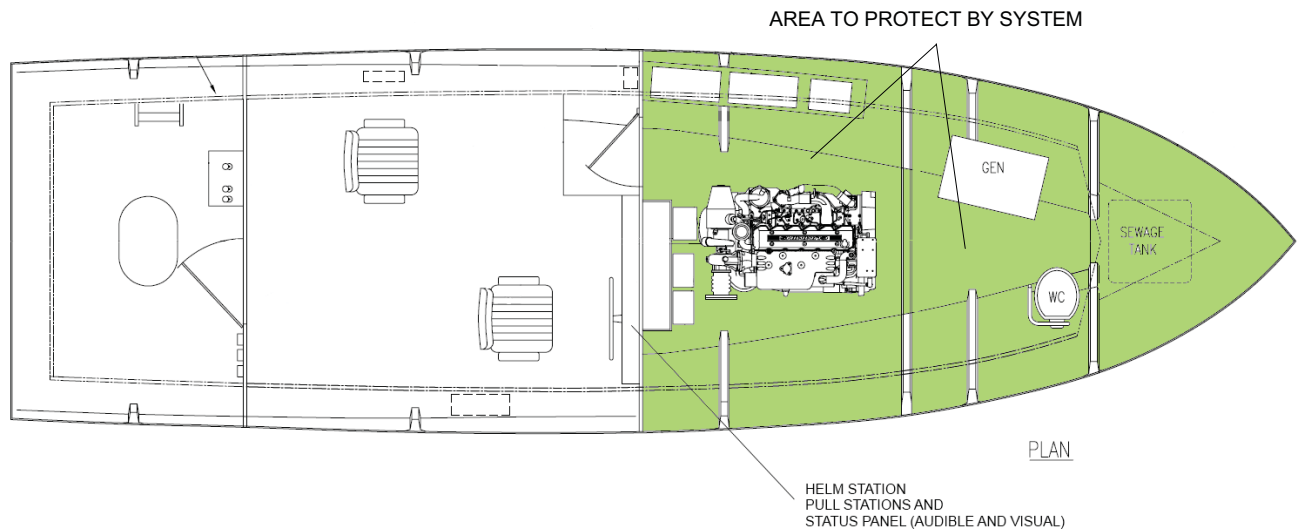 AREA TO PROTECT BY SYSTEM
GEN
SEWAGE
TANK
WC
PLAN
HELM STATION
PULL STATIONS AND
STATUS PANEL (AUDIBLE AND VISUAL)